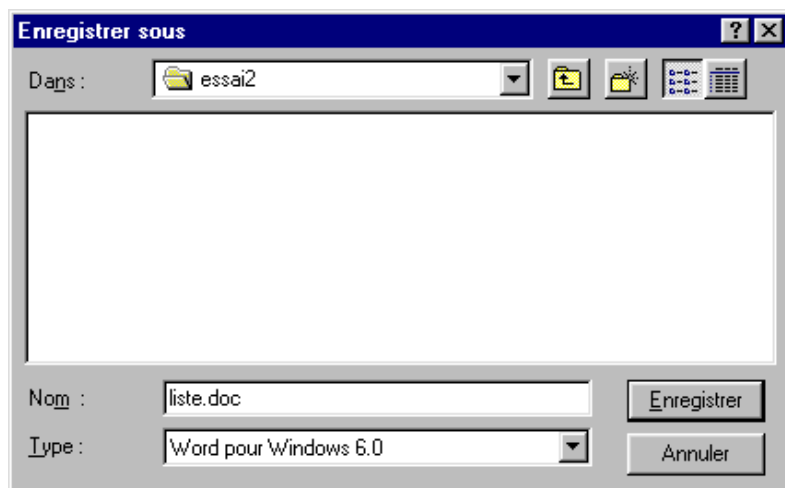 Enregistrer sous
Dans : essai2
Nom : liste.doc
Enregistrer
Type : Word pour Windows 6.0
Annuler